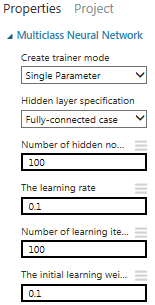 Properties Project
Multiclass Neural Network
Create trainer mode
Single Parameter
Hidden layer specification
Fully-connected case
Number of hidden no...
100
The learning rate
0.1
Number of learning ite...
100
The initial learning wei...
0.1